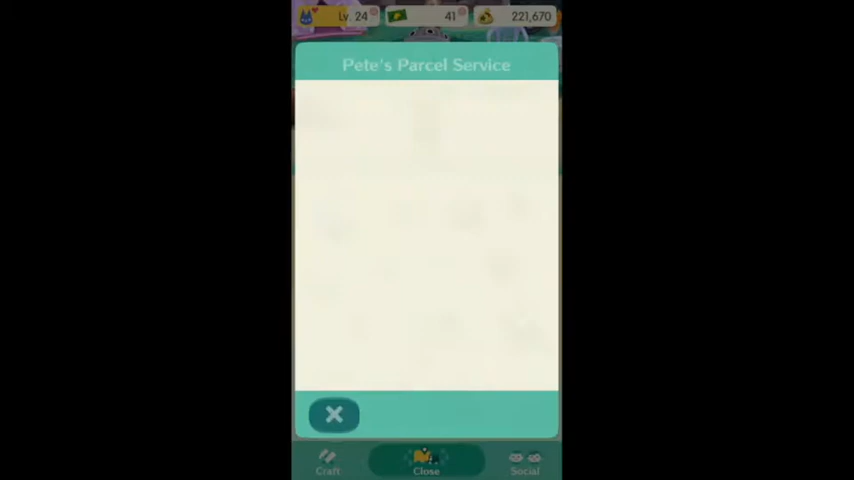 Lv. 24
41
221,670
Pete's Parcel Service
Craft
Close
Social